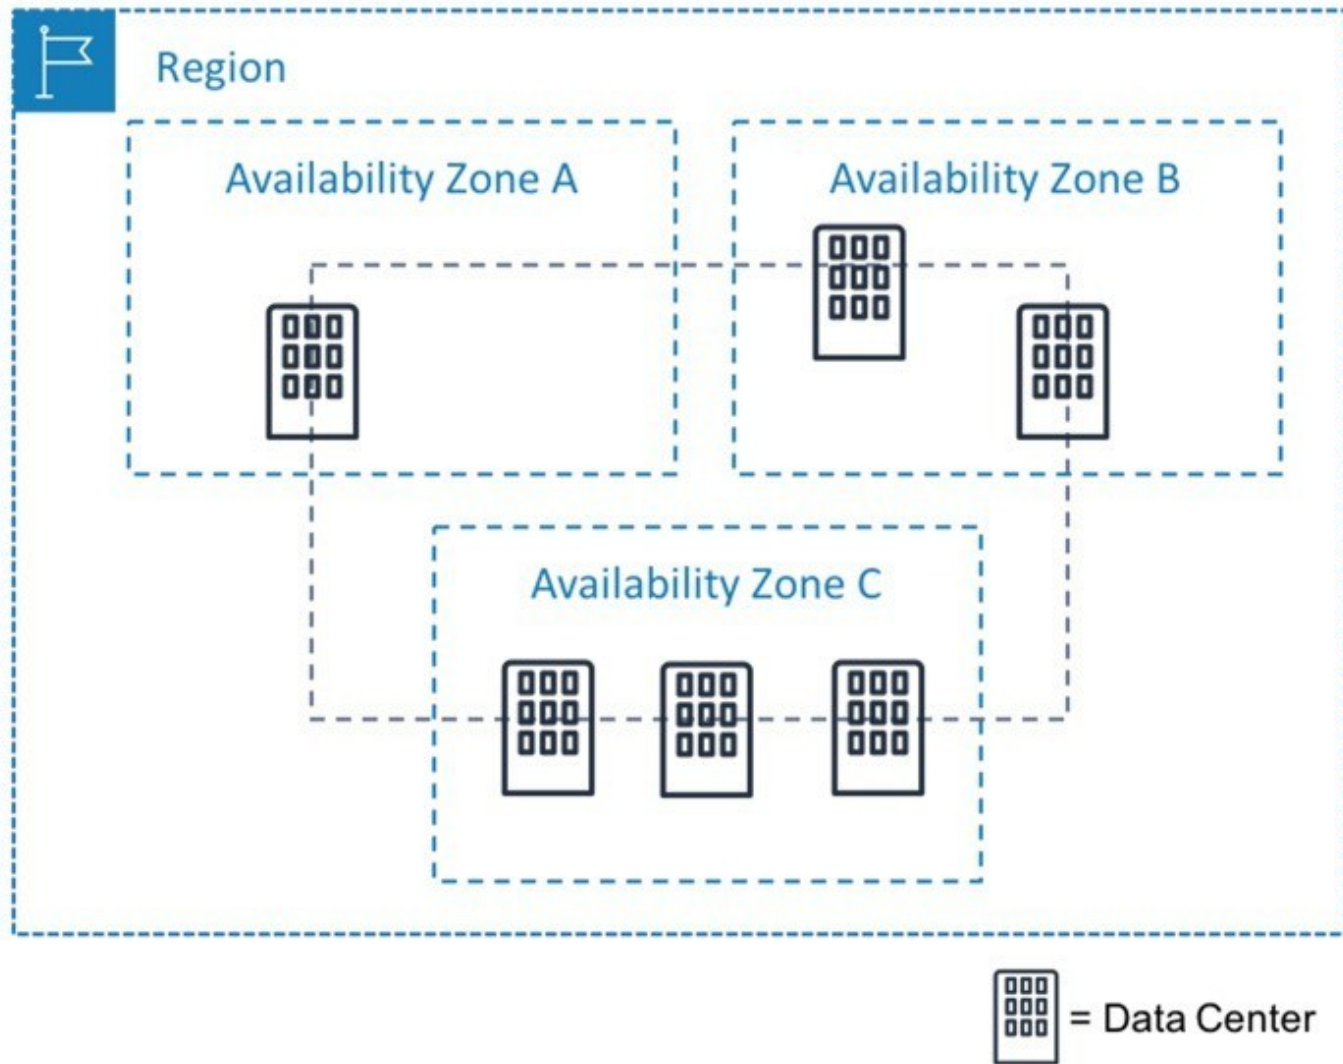 Region
Availability Zone A
Availability Zone B
Availability Zone C
= Data Center